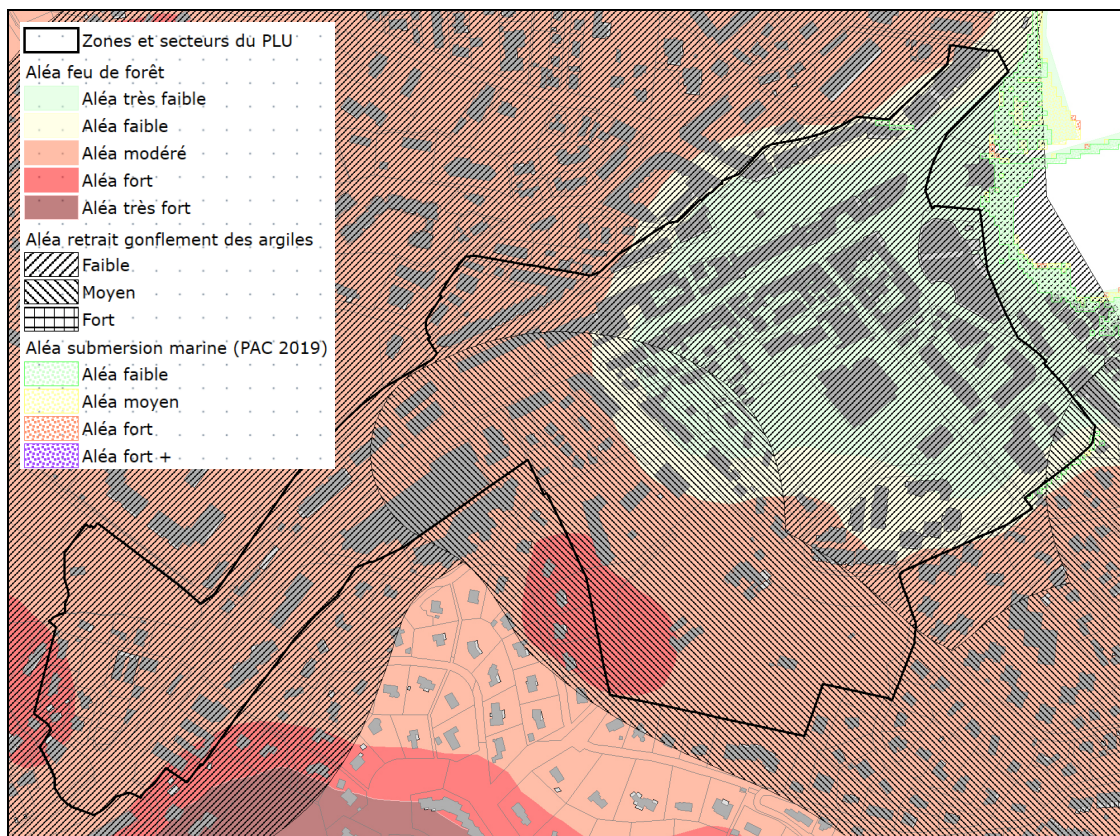 Zones et secteurs du PLU
Aléa feu de forêt
Aléa très faible
Aléa faible
Aléa modéré
Aléa fort
Aléa très fort
Aléa retrait gonflement des argiles
Faible
Moyen
Fort
Aléa submersion marine (PAC 2019)
Aléa faible
Aléa moyen
Aléa fort
Aléa fort +